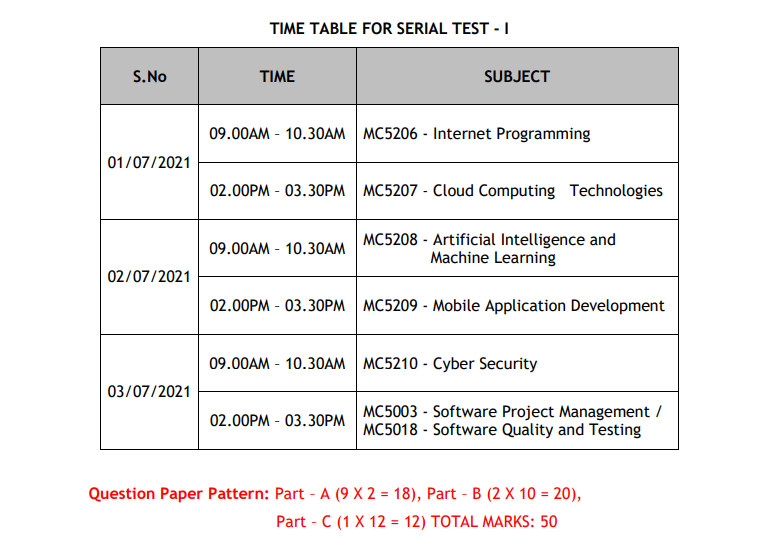 TIME TABLE FOR SERIAL TEST - I
S.No TIME SUBJECT
01/07/2021
09.00AM – 10.30AM MC5206 - Internet Programming
02.00PM – 03.30PM MC5207 - Cloud Computing Technologies
02/07/2021
09.00AM – 10.30AM MC5208 - Artificial Intelligence and
Machine Learning
02.00PM – 03.30PM MC5209 - Mobile Application Development
03/07/2021
09.00AM – 10.30AM MC5210 - Cyber Security
02.00PM – 03.30PM MC5003 - Software Project Management /
MC5018 - Software Quality and Testing
Question Paper Pattern: Part – A (9 X 2 = 18), Part – B (2 X 10 = 20),
Part – C (1 X 12 = 12) TOTAL MARKS: 50